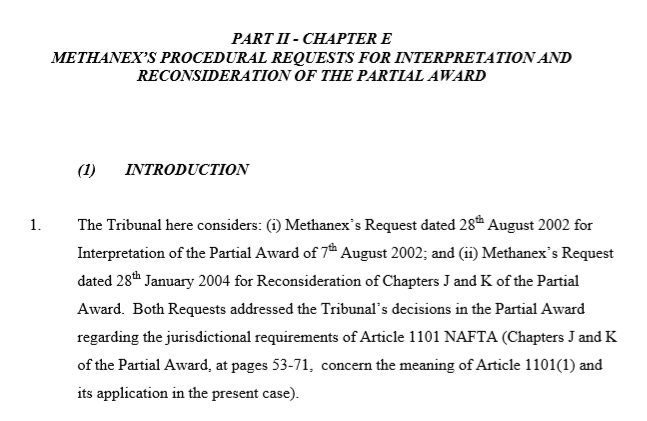 PART II - CHAPTER E
METHANEX'S PROCEDURAL REQUESTS FOR INTERPRETATION AND
RECONSIDERATION OF THE PARTIAL AWARD
(1) INTRODUCTION
1. The Tribunal here considers: (i) Methanex's Request dated 28th August 2002 for
Interpretation of the Partial Award of 7th August 2002; and (ii) Methanex's Request
dated 28th January 2004 for Reconsideration of Chapters J and K of the Partial
Award. Both Requests addressed the Tribunal's decisions in the Partial Award
regarding the jurisdictional requirements of Article 1101 NAFTA (Chapters J and K
of the Partial Award, at pages 53-71, concern the meaning of Article 1101(1) and
its application in the present case).